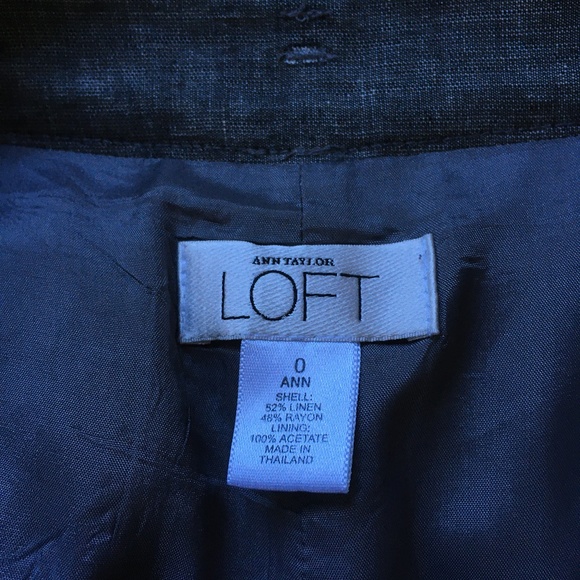 ANN TAYLOR
LOFT
0
ANN
SHELL:
52% LINEN
48% RAYON
LINING:
100% ACETATE
MADE IN
THAILAND